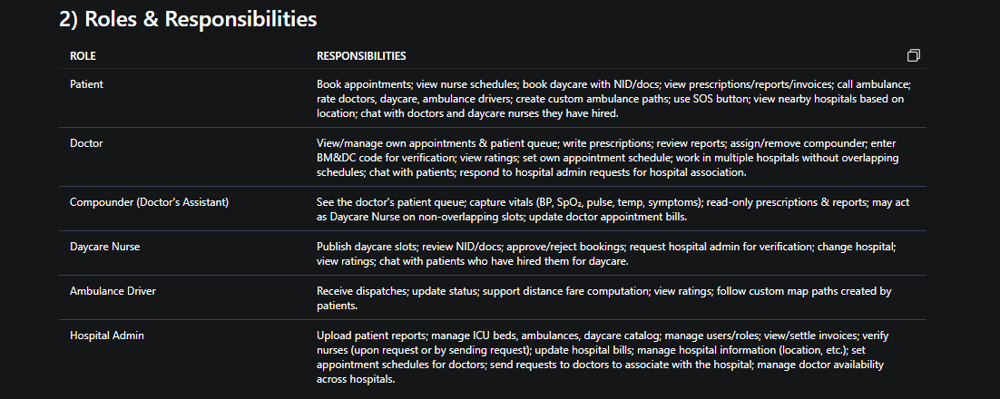 2) Roles & Responsibilities
ROLE RESPONSIBILITIES
Patient Book appointments; view nurse schedules; book daycare with NID/docs; view prescriptions/reports/invoices; call ambulance;
rate doctors, daycare, ambulance drivers; create custom ambulance paths; use SOS button; view nearby hospitals based on
location; chat with doctors and daycare nurses they have hired.
Doctor View/manage own appointments & patient queue; write prescriptions; review reports; assign/remove compounder; enter
BM&DC code for verification; view ratings; set own appointment schedule; work in multiple hospitals without overlapping
schedules; chat with patients; respond to hospital admin requests for hospital association.
Compounder (Doctor's Assistant) See the doctor's patient queue; capture vitals (BP, SpO₂, pulse, temp, symptoms); read-only prescriptions & reports; may act
as Daycare Nurse on non-overlapping slots; update doctor appointment bills.
Daycare Nurse Publish daycare slots; review NID/docs; approve/reject bookings; request hospital admin for verification; change hospital;
view ratings; chat with patients who have hired them for daycare.
Ambulance Driver Receive dispatches; update status; support distance fare computation; view ratings; follow custom map paths created by
patients.
Hospital Admin Upload patient reports; manage ICU beds, ambulances, daycare catalog; manage users/roles; view/settle invoices; verify
nurses (upon request or by sending request); update hospital bills; manage hospital information (location, etc.); set
appointment schedules for doctors; send requests to doctors to associate with the hospital; manage doctor availability
across hospitals.